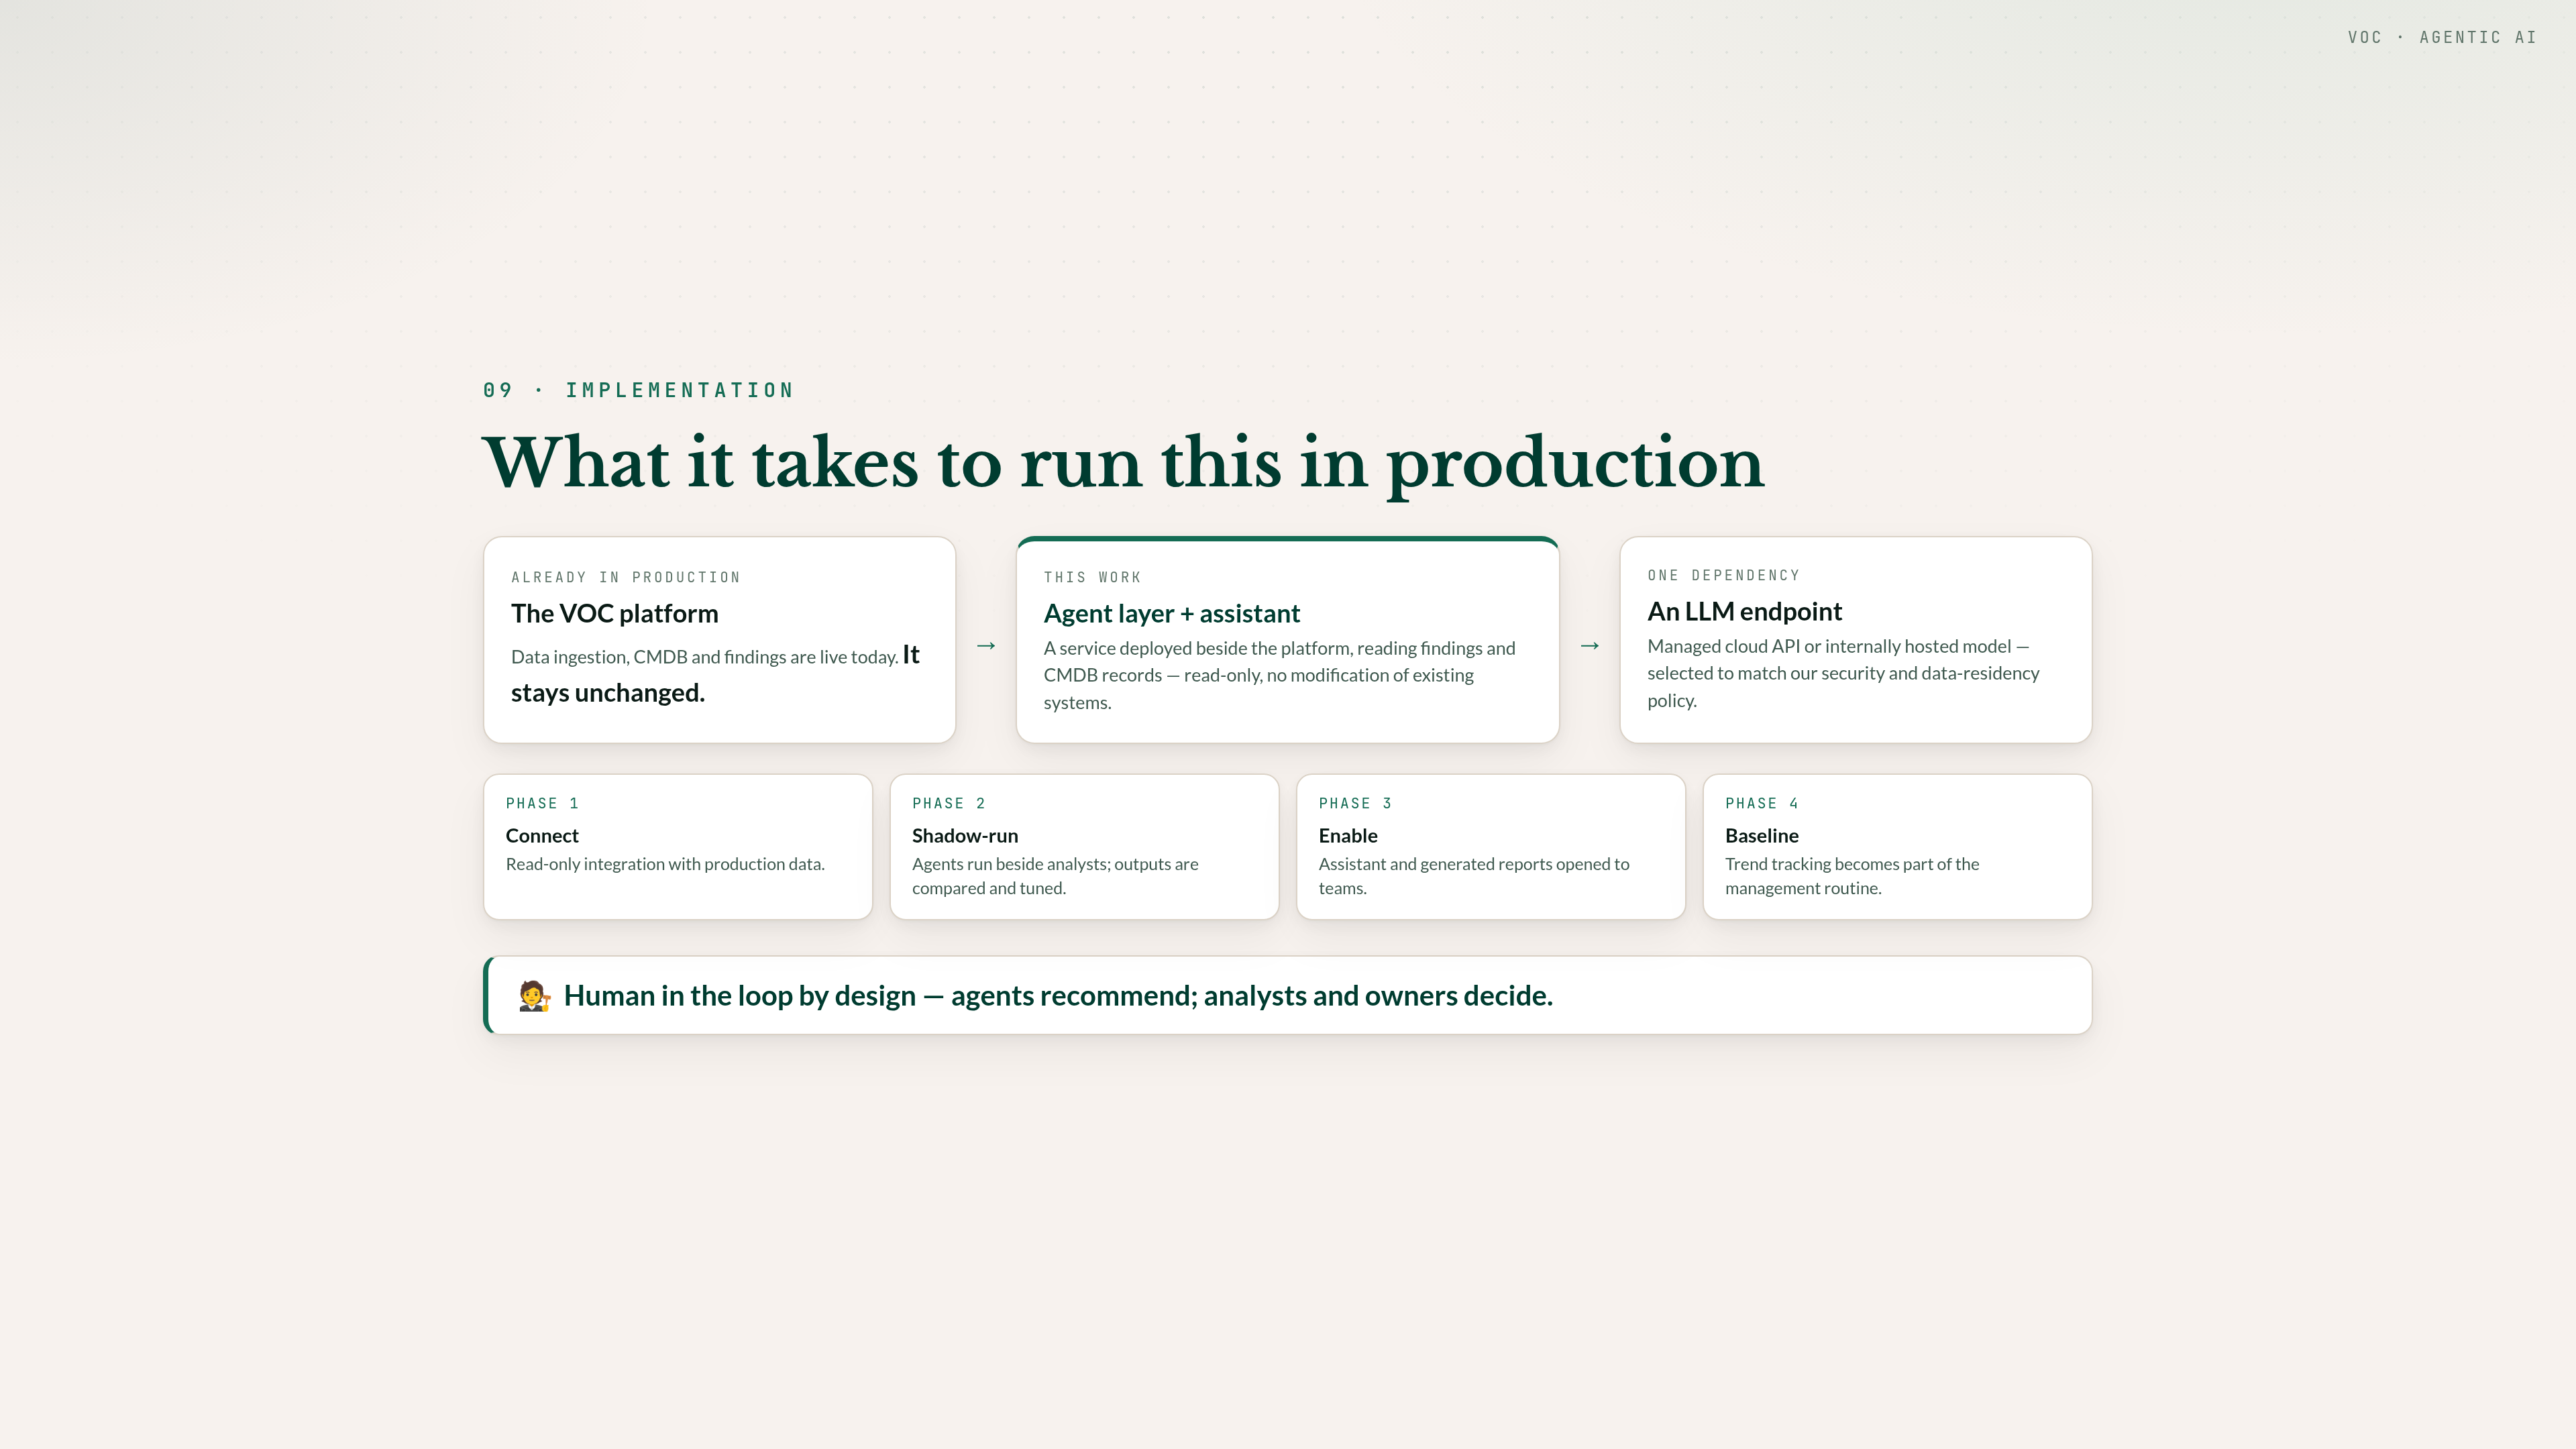 VOC · AGENTIC AI
09 · IMPLEMENTATION
What it takes to run this in production
ALREADY IN PRODUCTION
The VOC platform
Data ingestion, CMDB and findings are live today. It
stays unchanged.
→
THIS WORK
Agent layer + assistant
A service deployed beside the platform, reading findings and
CMDB records — read-only, no modification of existing
systems.
→
ONE DEPENDENCY
An LLM endpoint
Managed cloud API or internally hosted model —
selected to match our security and data-residency
policy.
PHASE 1
Connect
Read-only integration with production data.
PHASE 2
Shadow-run
Agents run beside analysts; outputs are
compared and tuned.
PHASE 3
Enable
Assistant and generated reports opened to
teams.
PHASE 4
Baseline
Trend tracking becomes part of the
management routine.
Human in the loop by design — agents recommend; analysts and owners decide.